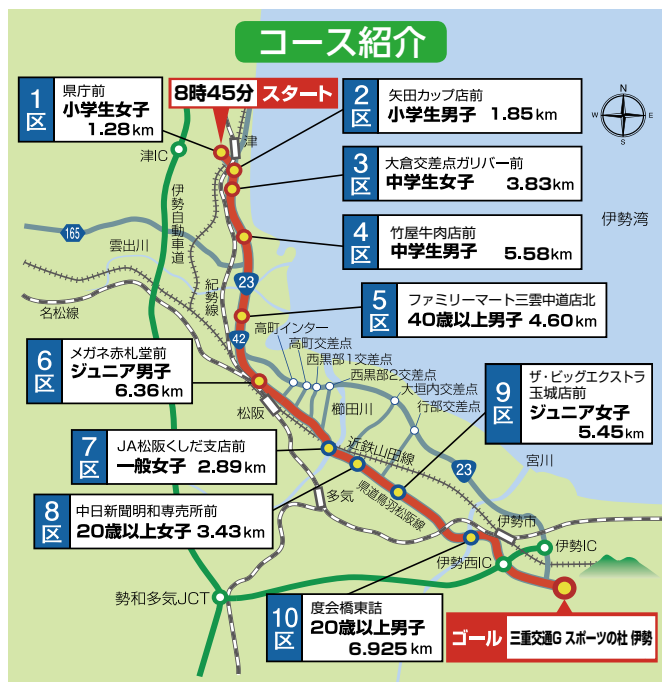 コース紹介
1区
県庁前
小学生女子
1.28km
8時45分 スタート
2区
矢田カップ店前
小学生男子 1.85km
3区
大倉交差点ガリバー前
中学生女子 3.83km
4区
竹屋牛肉店前
中学生男子 5.58km
5区
ファミリーマート三雲中道店北
40歳以上男子 4.60km
6区
メガネ赤札堂前
ジュニア男子
6.36km
7区
JA松阪くしだ支店前
一般女子 2.89km
8区
中日新聞明和専売所前
20歳以上女子 3.43km
9区
ザ・ビッグエクストラ
玉城店前
ジュニア女子
5.45km
10区
度会橋東詰
20歳以上男子
6.925km
ゴール 三重交通G スポーツの杜 伊勢
N
W
E
S
津
津IC
伊勢自動車道
165
雲出川
紀勢線
名松線
23
42
伊勢湾
高町インター
高町交差点
西黒部1交差点
西黒部2交差点
大垣内交差点
行部交差点
松阪
櫛田川
近鉄山田線
県道鳥羽松阪線
多気
23
宮川
伊勢市
伊勢西IC
伊勢IC
勢和多気JCT